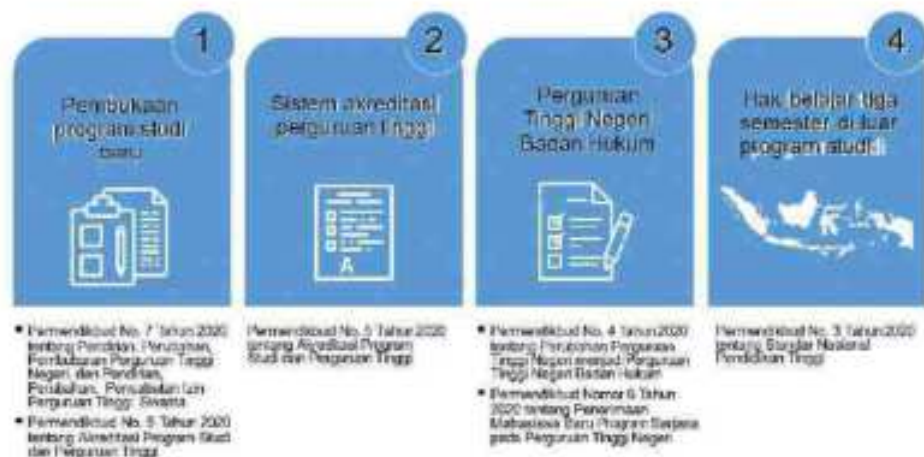 1
Pembukaan
program studi
baru
2
Sistem akreditasi
perguruan tinggi
3
Perguruan
Tinggi Negeri
Badan Hukum
4
Hak belajar tiga
semester di luar
program studi
A
• Permendikbud No. 7 Tahun 2020
tentang Pendirian, Perubahan,
Pembubaran Perguruan Tinggi
Negeri, dan Pendirian,
Perubahan, Pencabutan Izin
Perguruan Tinggi Swasta
• Permendikbud No. 5 Tahun 2020
tentang Akreditasi Program Studi
dan Perguruan Tinggi
Permendikbud No. 5 Tahun 2020
tentang Akreditasi Program
Studi dan Perguruan Tinggi
• Permendikbud No. 4 Tahun 2020
tentang Perubahan Perguruan
Tinggi Negeri menjadi Perguruan
Tinggi Negeri Badan Hukum
• Permendikbud Nomor 6 Tahun
2020 tentang Penerimaan
Mahasiswa Baru Program Sarjana
pada Perguruan Tinggi Negeri
Permendikbud No. 3 Tahun 2020
tentang Standar Nasional
Pendidikan Tinggi